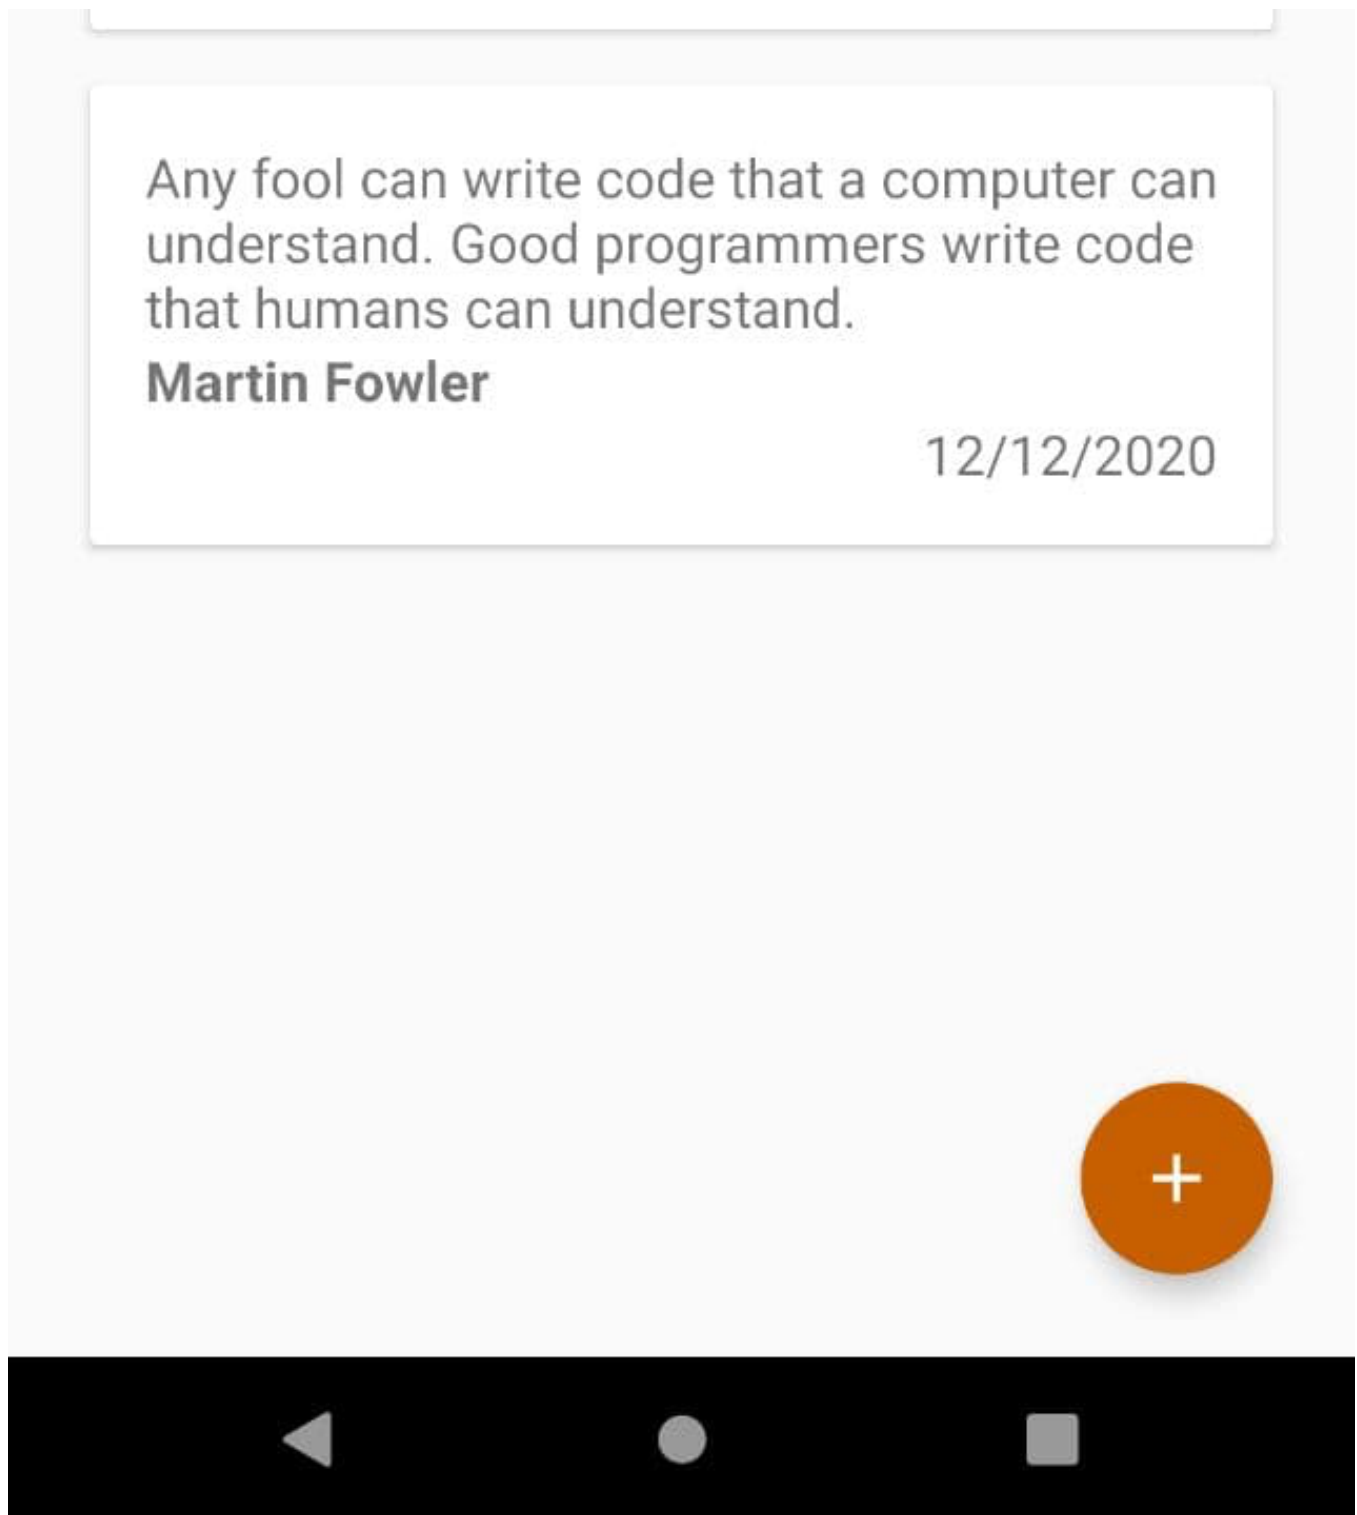 Any fool can write code that a computer can
understand. Good programmers write code
that humans can understand.
Martin Fowler
12/12/2020